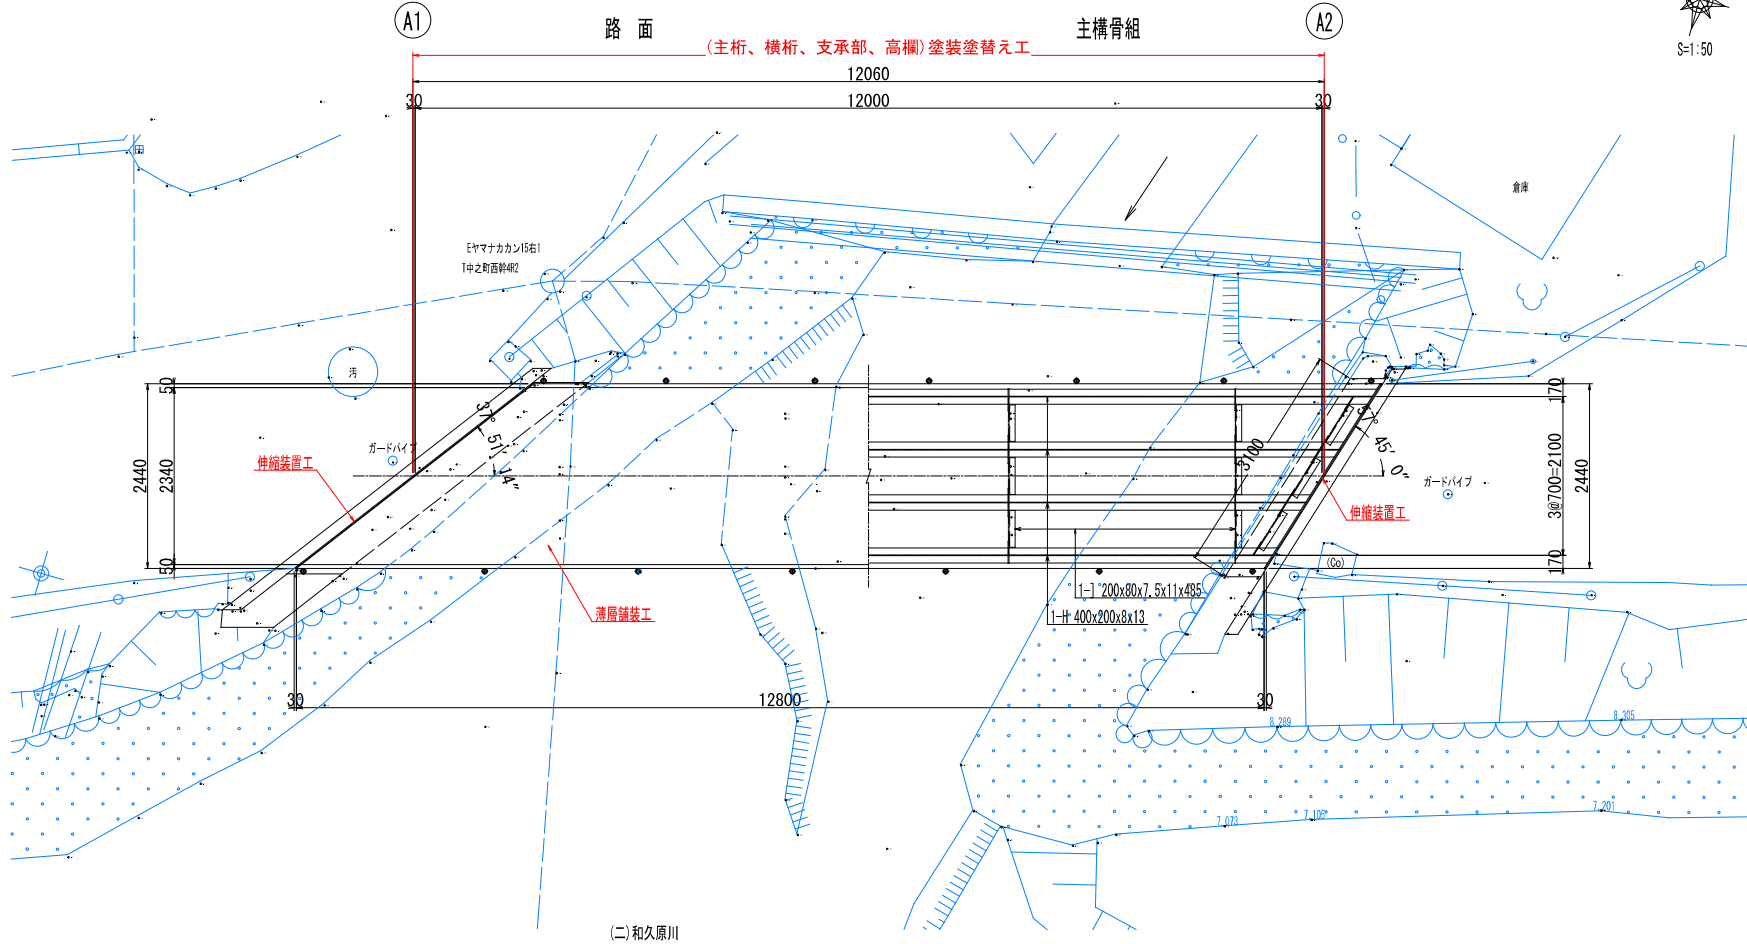 A1
路 面
主構骨組
A2
S=1:50
(主桁、横桁、支承部、高欄)塗装塗替え工
12060
30
12000
30
倉庫
Eヤマナカカン15右1
T中之町西幹4R2
汚
50
2440
2340
50
37° 51′ 14″
ガードパイプ
伸縮装置工
3100
57° 45′ 0″
170
3@700=2100
2440
170
ガードパイプ
伸縮装置工
(Co)
1-[ 200x80x7.5x11x485
1-H 400x200x8x13
薄層舗装工
30
12800
30
8.289
8.305
7.201
7.106
7.073
(二)和久原川